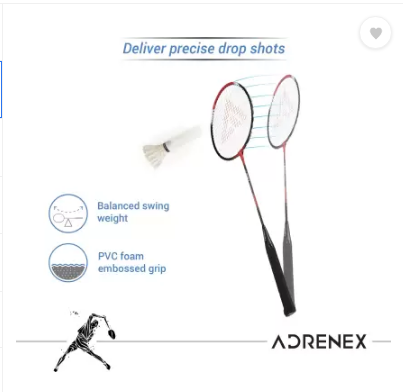 Deliver precise drop shots
Balanced swing
weight
PVC foam
embossed grip
ADRENEX